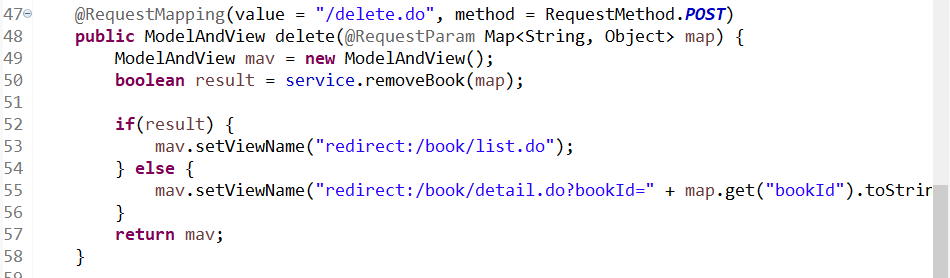 47 @RequestMapping(value = "/delete.do", method = RequestMethod.POST)
48 public ModelAndView delete(@RequestParam Map<String, Object> map) {
49 ModelAndView mav = new ModelAndView();
50 boolean result = service.removeBook(map);
51
52 if(result) {
53 mav.setViewName("redirect:/book/list.do");
54 } else {
55 mav.setViewName("redirect:/book/detail.do?bookId=" + map.get("bookId").toStrin
56 }
57 return mav;
58 }